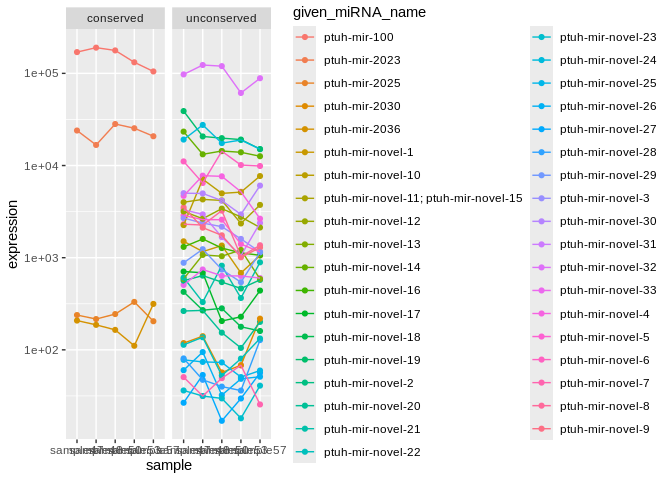 conserved
unconserved
given_miRNA_name
1e+05
1e+04
1e+03
1e+02
expression
sample
ptuh-mir-100
ptuh-mir-2023
ptuh-mir-2025
ptuh-mir-2030
ptuh-mir-2036
ptuh-mir-novel-1
ptuh-mir-novel-10
ptuh-mir-novel-11; ptuh-mir-novel-15
ptuh-mir-novel-12
ptuh-mir-novel-13
ptuh-mir-novel-14
ptuh-mir-novel-16
ptuh-mir-novel-17
ptuh-mir-novel-18
ptuh-mir-novel-19
ptuh-mir-novel-2
ptuh-mir-novel-20
ptuh-mir-novel-21
ptuh-mir-novel-22
ptuh-mir-novel-23
ptuh-mir-novel-24
ptuh-mir-novel-25
ptuh-mir-novel-26
ptuh-mir-novel-27
ptuh-mir-novel-28
ptuh-mir-novel-29
ptuh-mir-novel-3
ptuh-mir-novel-30
ptuh-mir-novel-31
ptuh-mir-novel-32
ptuh-mir-novel-33
ptuh-mir-novel-4
ptuh-mir-novel-5
ptuh-mir-novel-6
ptuh-mir-novel-7
ptuh-mir-novel-8
ptuh-mir-novel-9